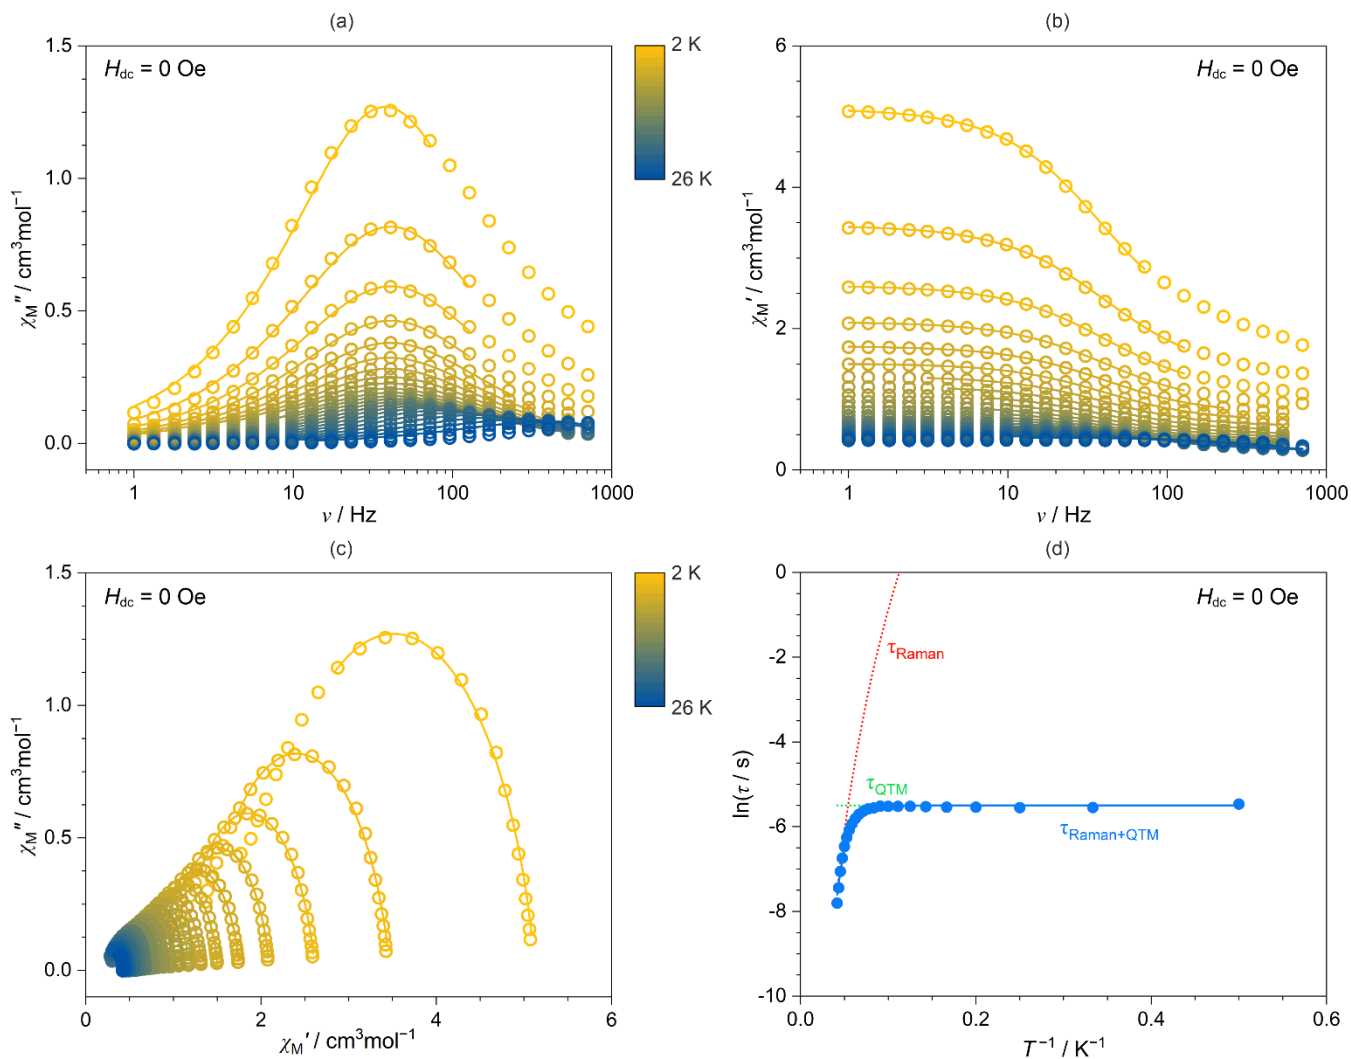 (a)
1.5
1.0
0.5
0.0
χM″ / cm³mol⁻¹
Hdc = 0 Oe
1
10
100
1000
ν / Hz
2 K
26 K
(b)
6
4
2
0
χM′ / cm³mol⁻¹
Hdc = 0 Oe
1
10
100
1000
ν / Hz
(c)
1.5
1.0
0.5
0.0
χM″ / cm³mol⁻¹
Hdc = 0 Oe
0
2
4
6
χM′ / cm³mol⁻¹
2 K
26 K
(d)
0
-2
-4
-6
-8
-10
ln(τ / s)
Hdc = 0 Oe
τRaman
τQTM
τRaman+QTM
0.0
0.2
0.4
0.6
T⁻¹ / K⁻¹